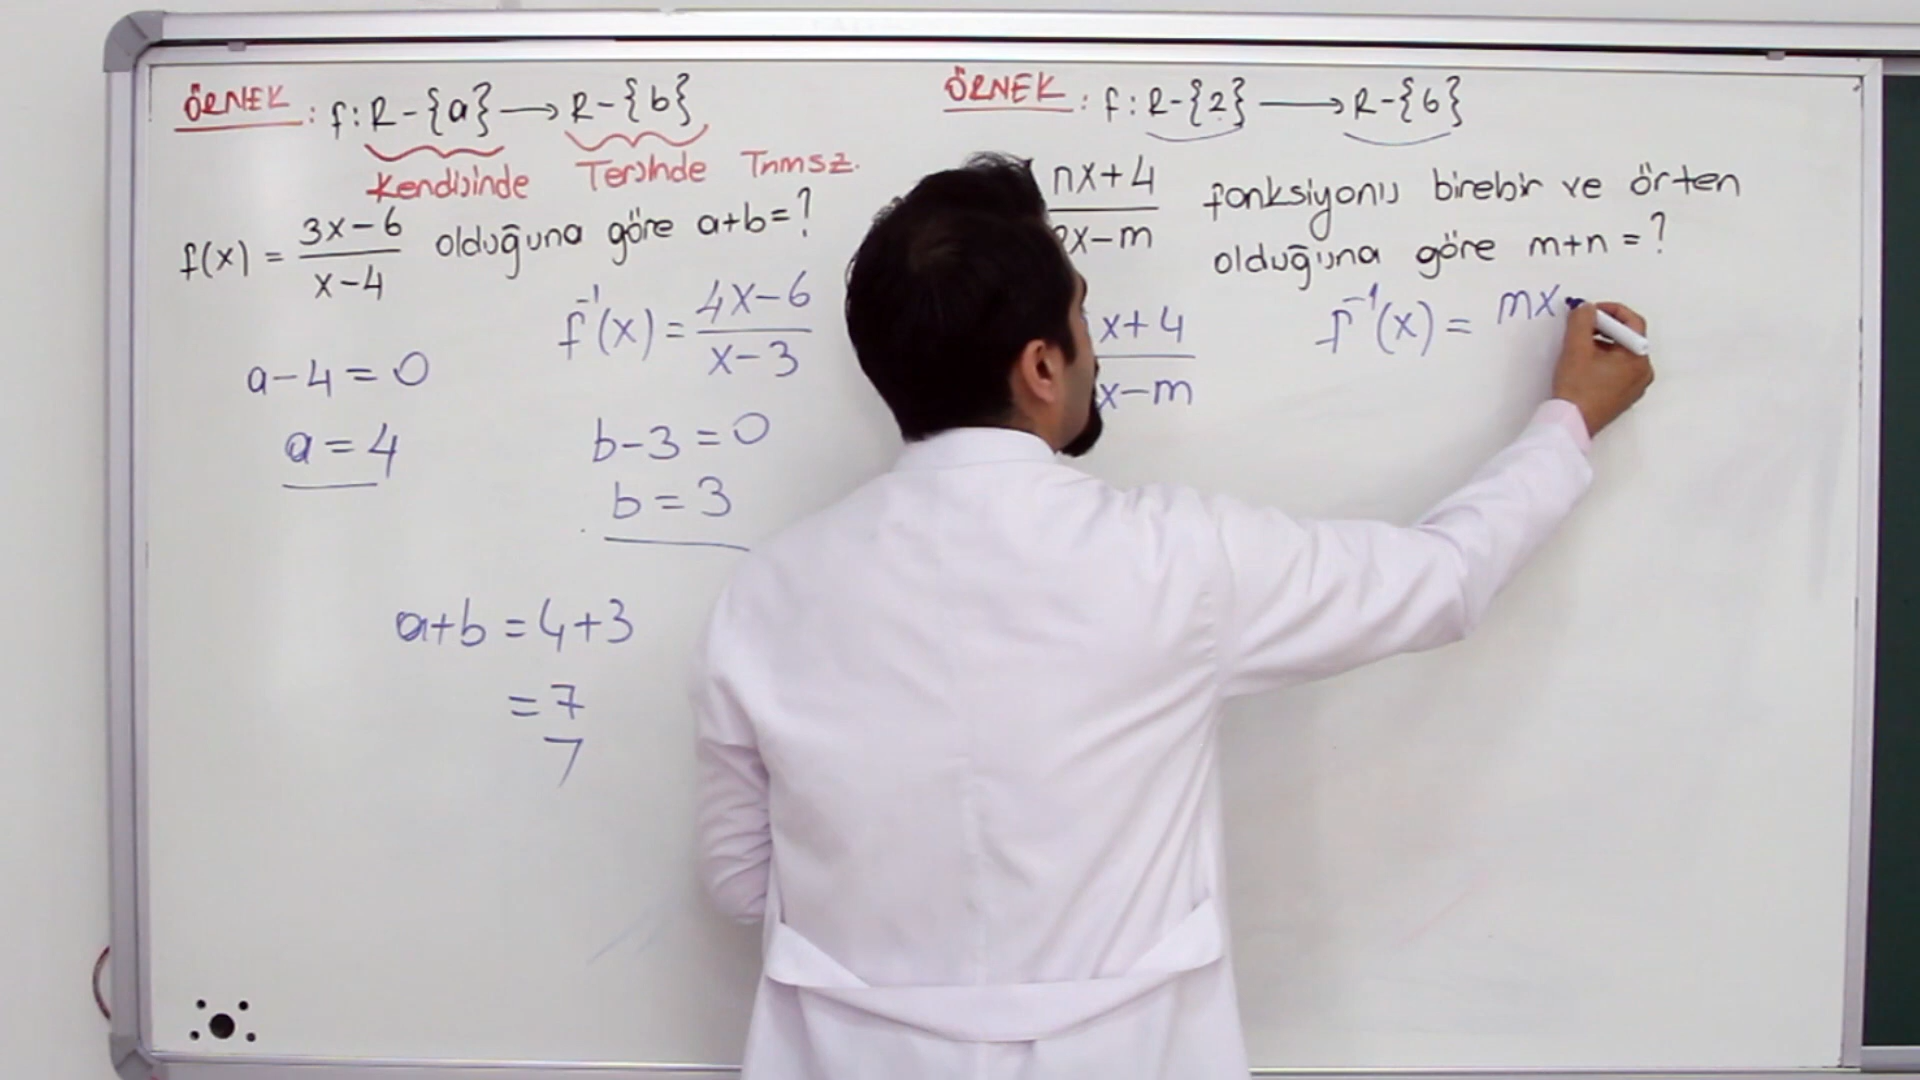 ÖRNEK : f: R-{a} → R-{b}
Kendisinde Tersinde Tnmsz.
f(x) = 3x-6 / x-4 olduğuna göre a+b=?
f⁻¹(x) = 4x-6 / x-3
a-4=0
a=4
b-3=0
b=3
a+b=4+3
=7
7
ÖRNEK : f: R-{2} → R-{6}
nx+4 / x-m fonksiyonu birebir ve örten
olduğuna göre m+n=?
x+4 / x-m
f⁻¹(x) = mx